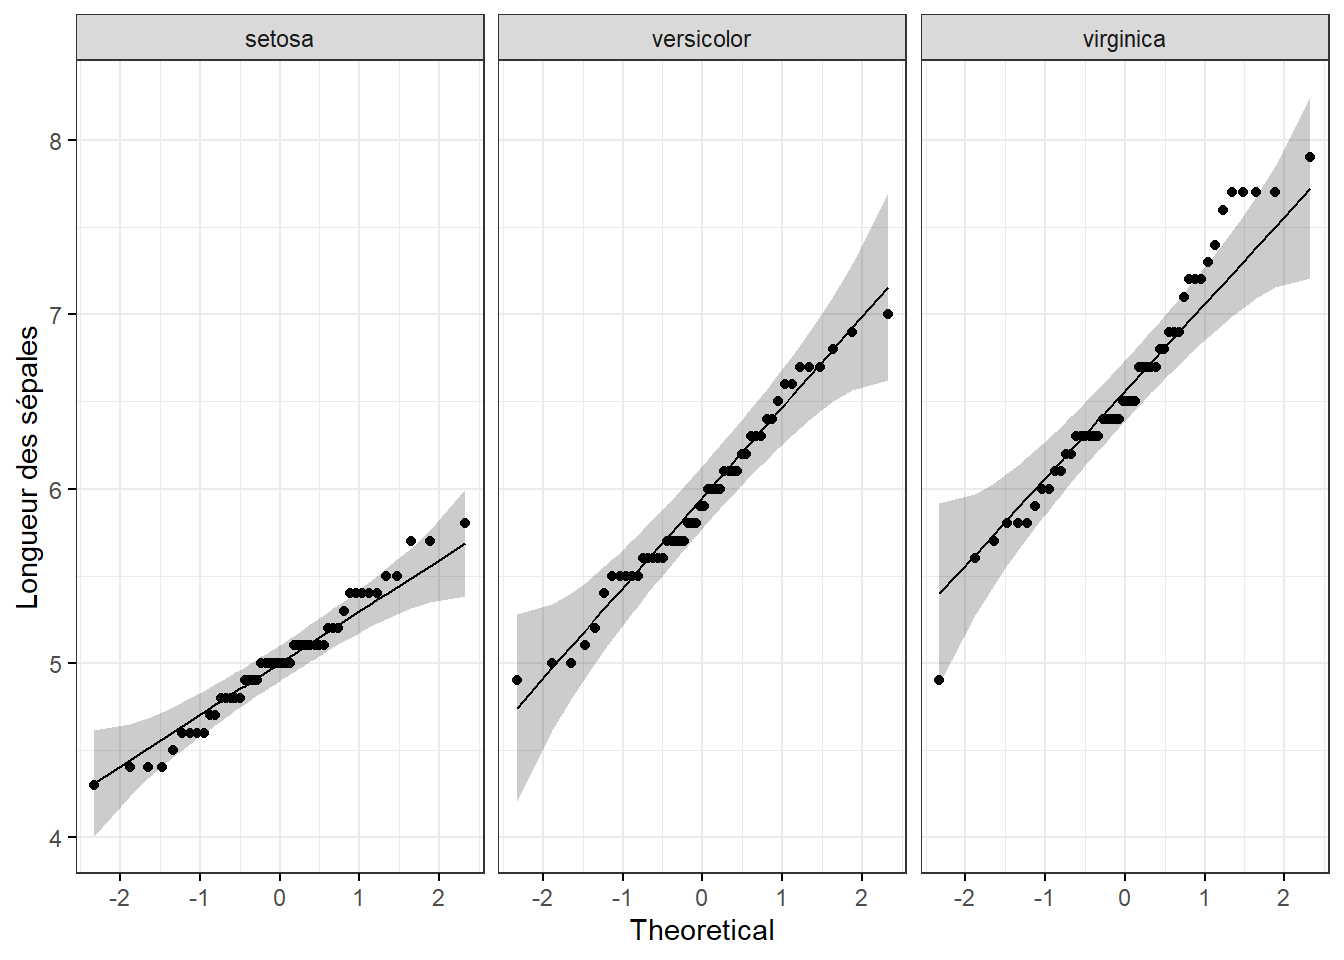 setosa
versicolor
virginica
Longueur des sépales
8
7
6
5
4
-2 -1 0 1 2
-2 -1 0 1 2
-2 -1 0 1 2
Theoretical